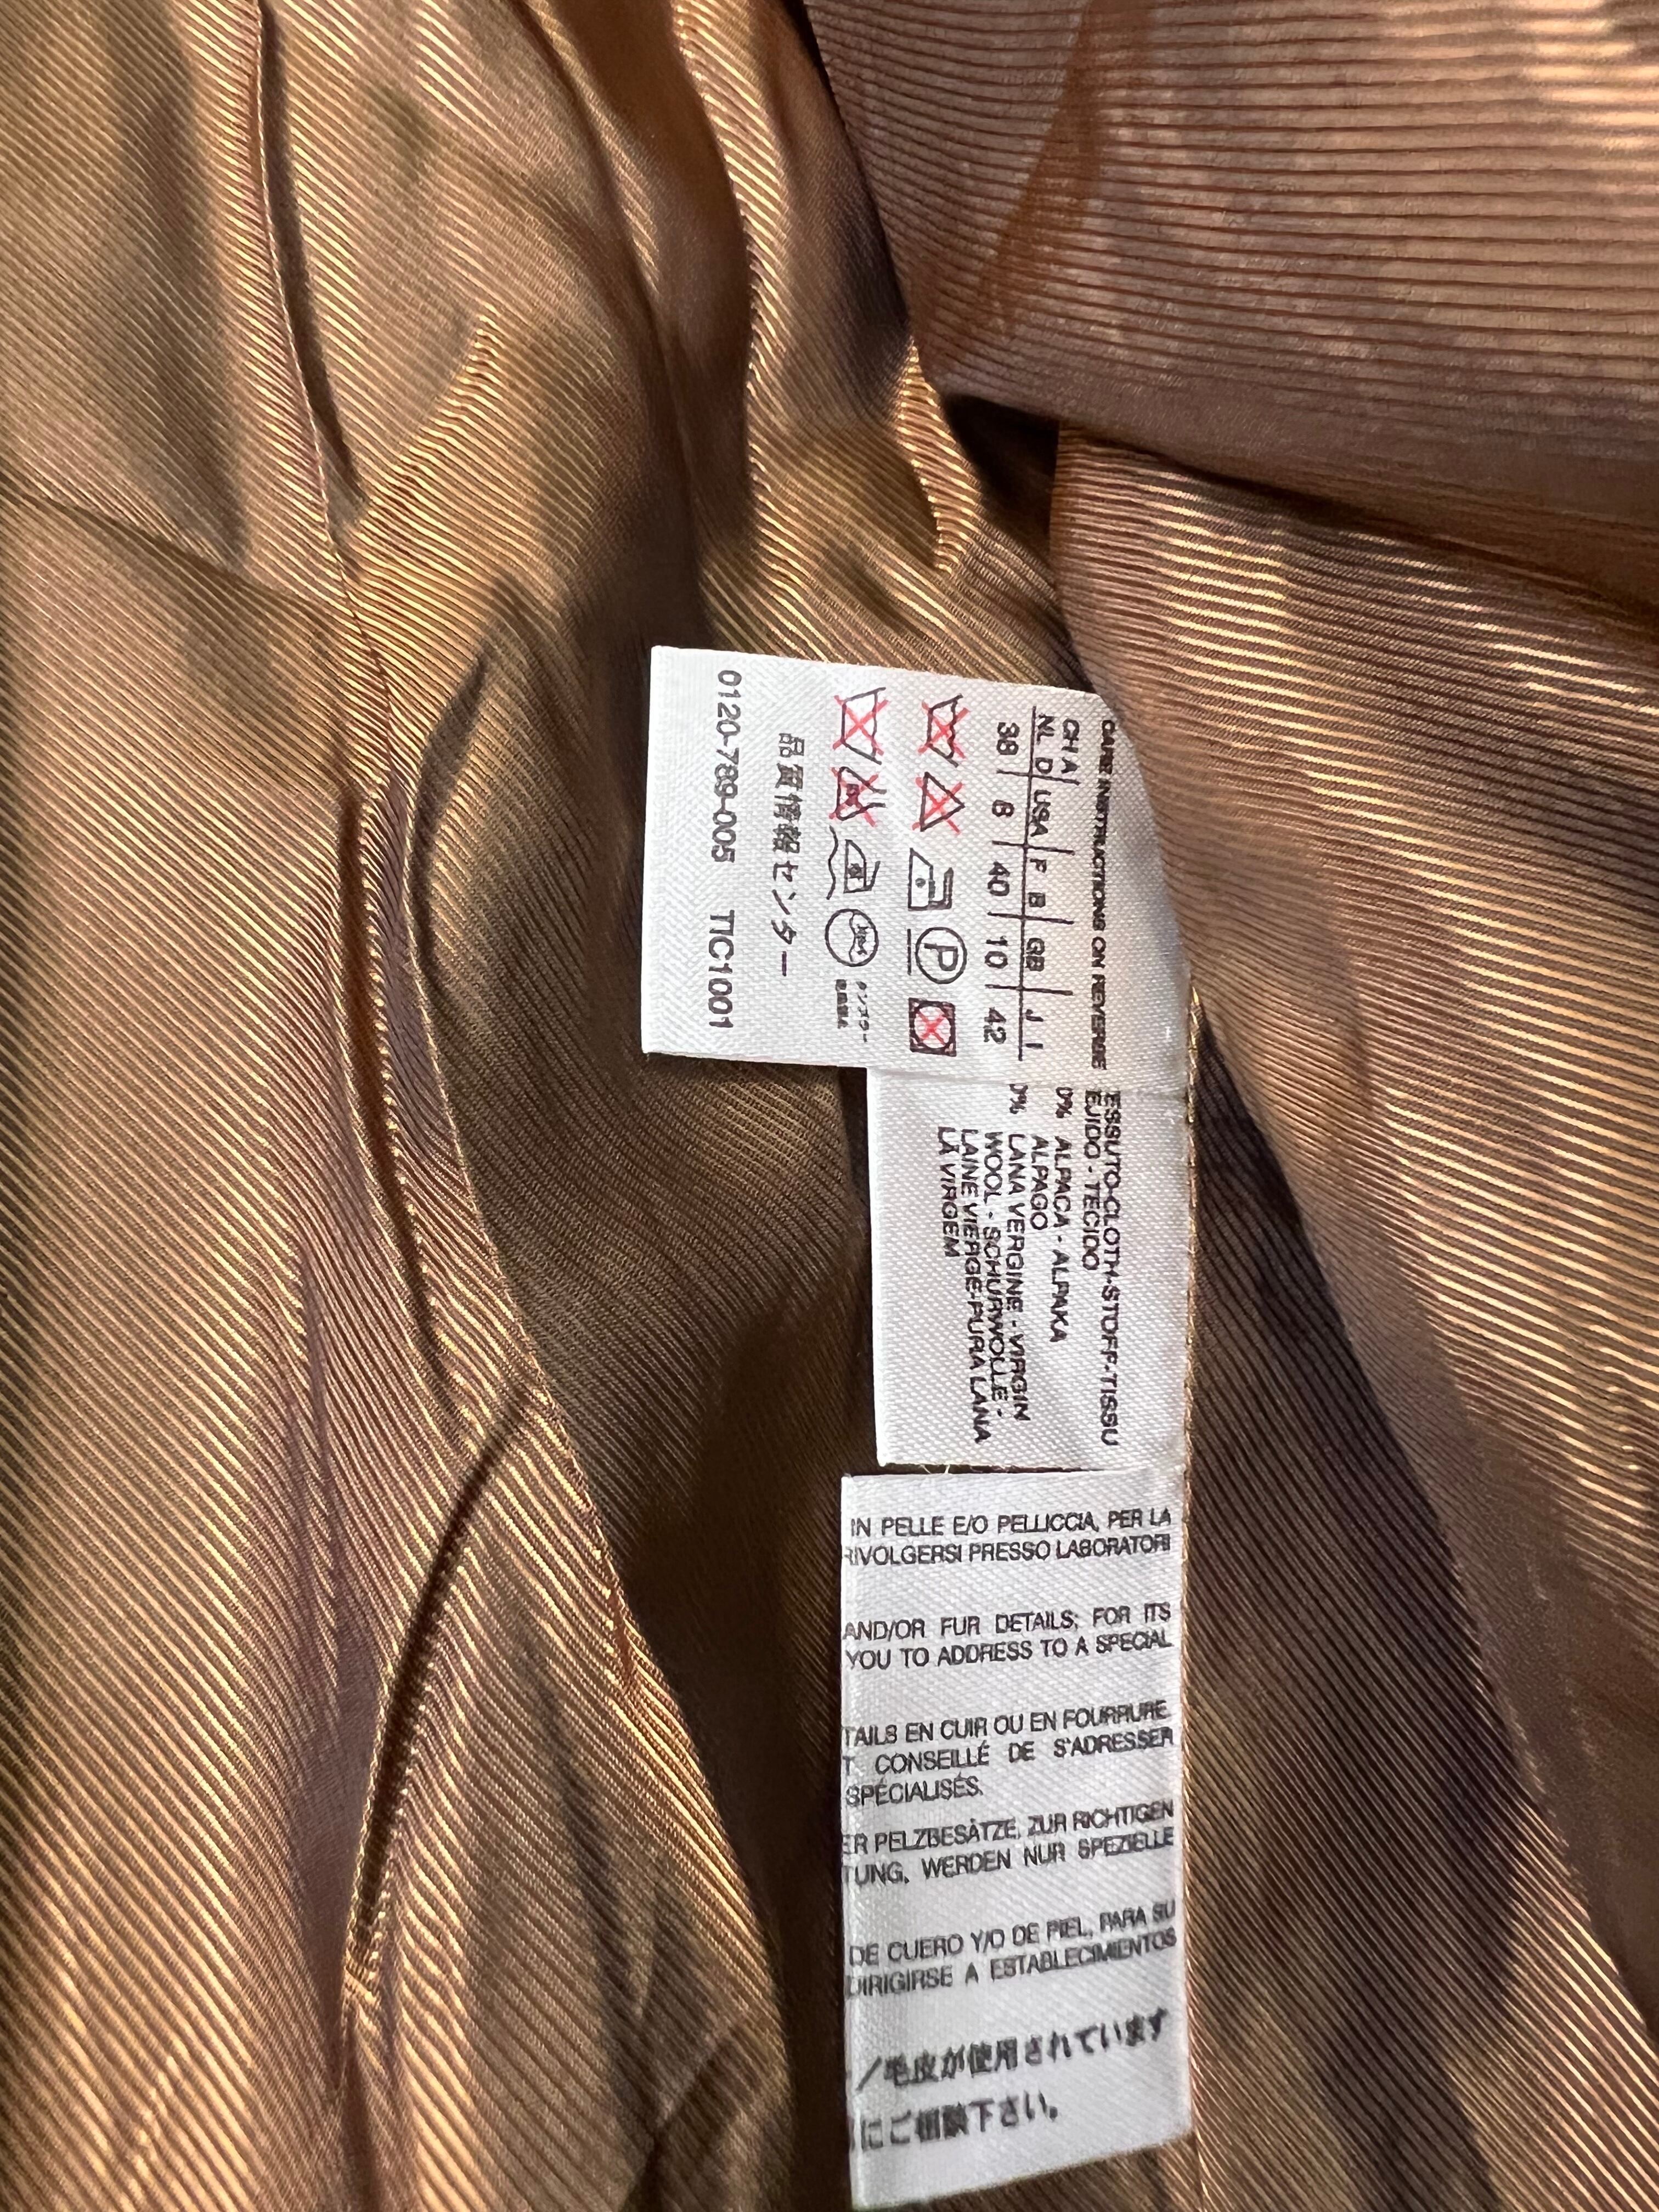 CARE INSTRUCTIONS ON REVERSE
CH A
NL D USA F B GB J I
38 8 40 10 42
P
品質情報センター
0120-789-005 TIC1001
ESSUTO-CLOTH-STOFF-TISSU
EJIDO - TECIDO
0% ALPACA - ALPAKA
ALPAGO
0% LANA VERGINE - VIRGIN
WOOL - SCHURWOLLE -
LAINE VIERGE-PURA LANA
LÃ VIRGEM
IN PELLE E/O PELLICCIA, PER LA
RIVOLGERSI PRESSO LABORATORI
AND/OR FUR DETAILS; FOR ITS
YOU TO ADDRESS TO A SPECIAL
TAILS EN CUIR OU EN FOURRURE.
T CONSEILLÉ DE S'ADRESSER
SPÉCIALISÉS.
ER PELZBESÄTZE, ZUR RICHTIGEN
TUNG, WERDEN NUR SPEZIELLE
DE CUERO Y/O DE PIEL, PARA SU
DIRIGIRSE A ESTABLECIMIENTOS
／毛皮が使用されています
にご相談下さい。